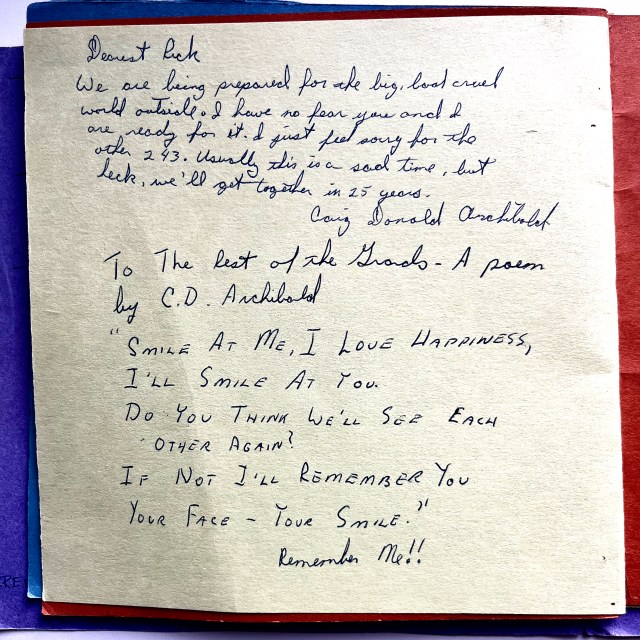 Dearest Heck
We are being prepared for the big, bad cruel
world outside. I have no fear you and I
are ready for it. I just feel sorry for the
other 243. Usually this is a sad time, but
heck, we'll get together in 25 years.
Craig Donald Archibald
To The Rest of the Grads - A poem
by C.D. Archibald
"SMILE AT ME, I LOVE HAPPINESS,
I'LL SMILE AT YOU.
DO YOU THINK WE'LL SEE EACH
OTHER AGAIN?
IF NOT I'LL REMEMBER YOU
YOUR FACE - YOUR SMILE."
Remember Me!!